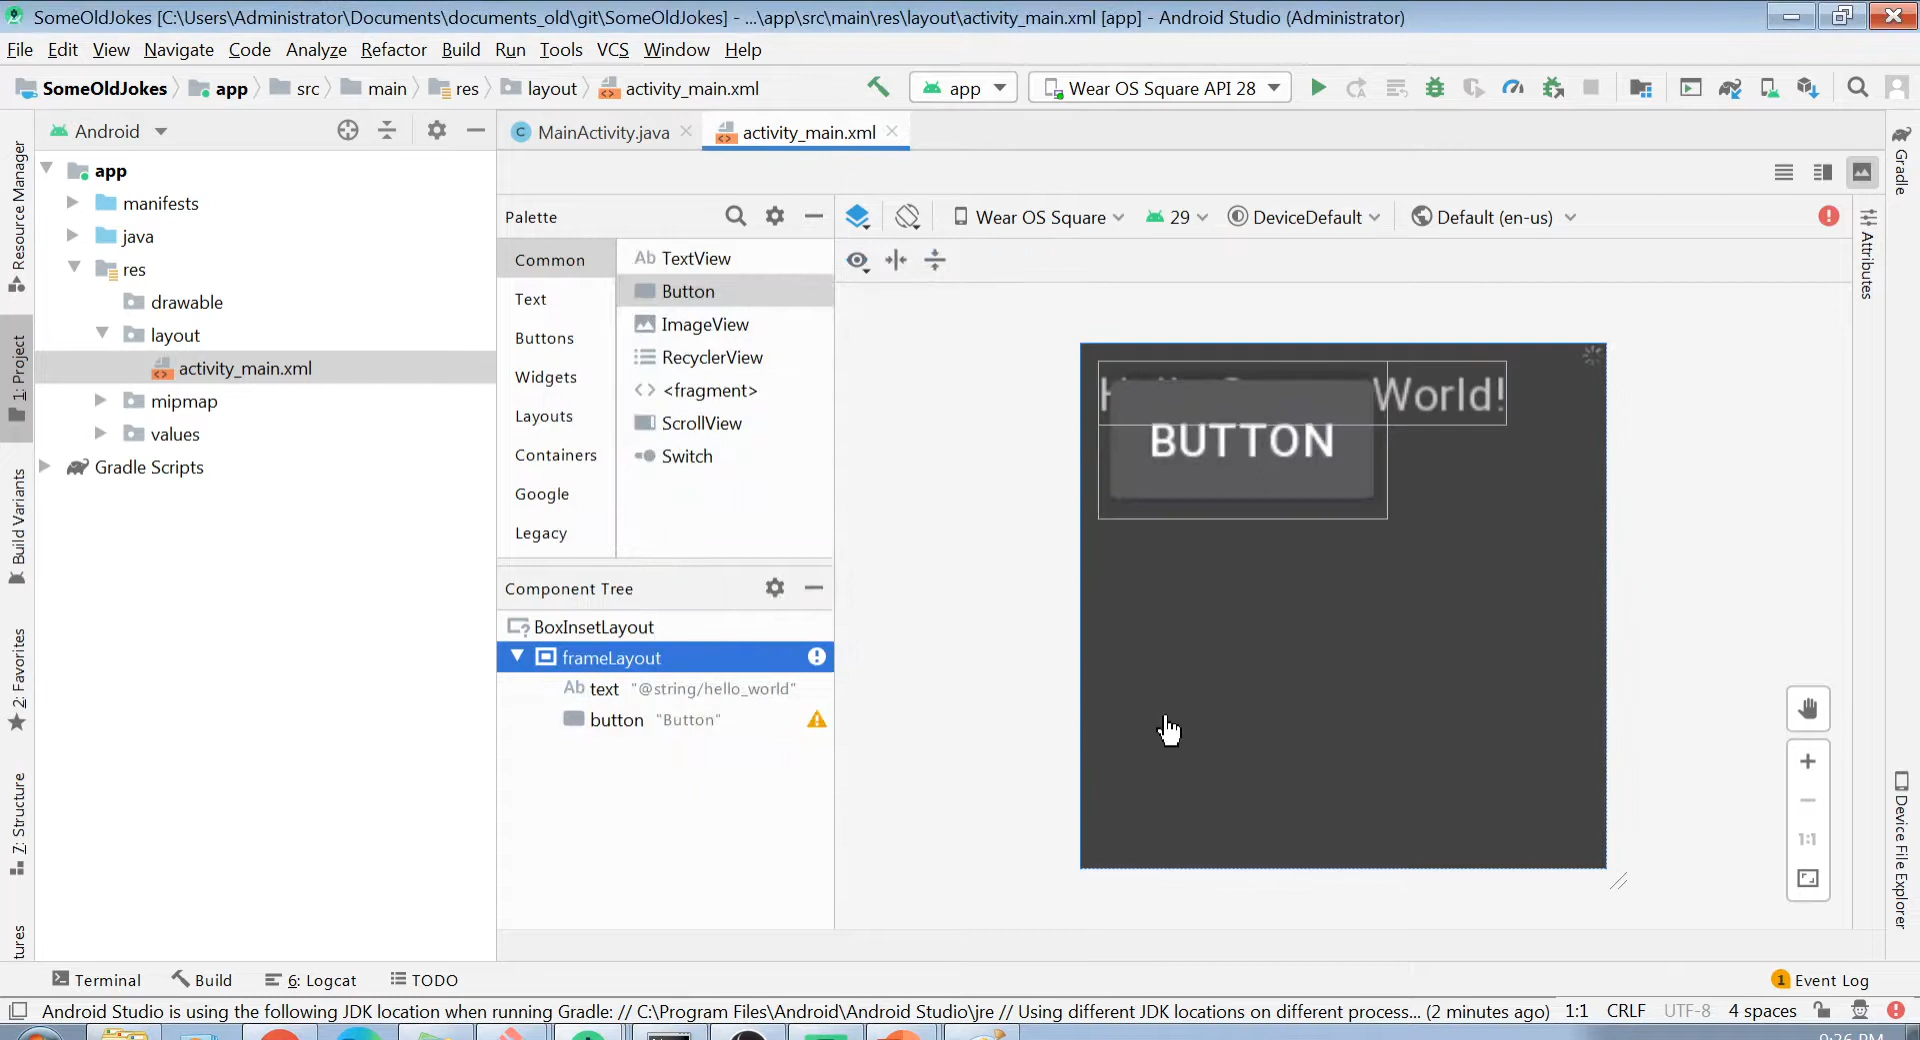 SomeOldJokes [C:\Users\Administrator\Documents\documents_old\git\SomeOldJokes] - ...\app\src\main\res\layout\activity_main.xml [app] - Android Studio (Administrator)
File Edit View Navigate Code Analyze Refactor Build Run Tools VCS Window Help
SomeOldJokes app src main res layout activity_main.xml app Wear OS Square API 28
Android MainActivity.java activity_main.xml
app
manifests
java
res
drawable
layout
activity_main.xml
mipmap
values
Gradle Scripts
Resource Manager
1: Project
Build Variants
2: Favorites
7: Structure
Palette
Common
Text
Buttons
Widgets
Layouts
Containers
Google
Legacy
Ab TextView
Button
ImageView
RecyclerView
<> <fragment>
ScrollView
Switch
Component Tree
BoxInsetLayout
frameLayout
Ab text "@string/hello_world"
button "Button"
Wear OS Square 29 DeviceDefault Default (en-us)
World!
BUTTON
1:1
Gradle
Attributes
Device File Explorer
Terminal Build 6: Logcat TODO 1 Event Log
Android Studio is using the following JDK location when running Gradle: // C:\Program Files\Android\Android Studio\jre // Using different JDK locations on different process... (2 minutes ago) 1:1 CRLF UTF-8 4 spaces